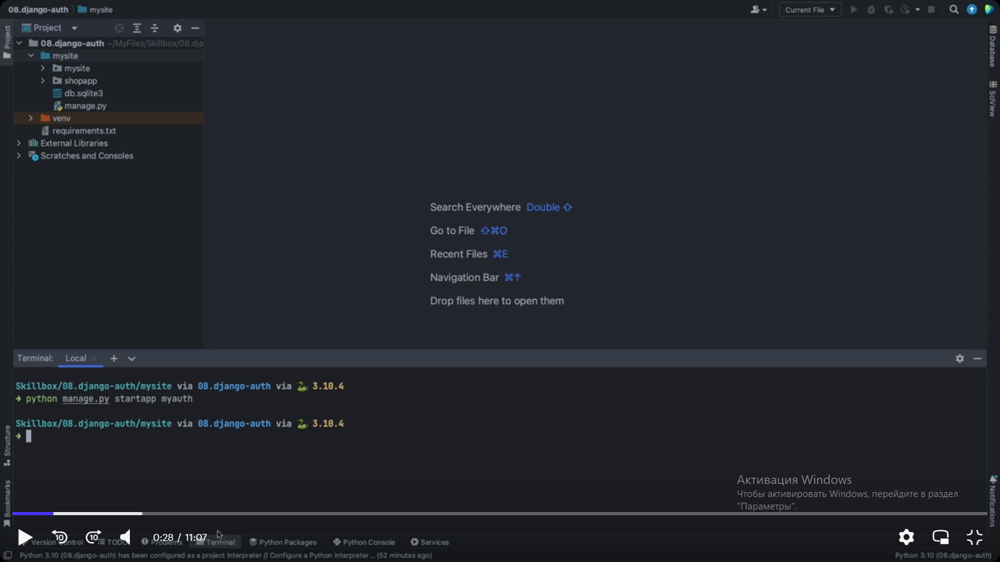 08.django-auth mysite
Current File
Project
Project
08.django-auth ~/MyFiles/Skillbox/08.dja
mysite
mysite
shopapp
db.sqlite3
manage.py
venv
requirements.txt
External Libraries
Scratches and Consoles
Database
SciView
Search Everywhere Double ⇧
Go to File ⇧⌘O
Recent Files ⌘E
Navigation Bar ⌘↑
Drop files here to open them
Terminal: Local
Skillbox/08.django-auth/mysite via 08.django-auth via 🐍 3.10.4
→ python manage.py startapp myauth
Skillbox/08.django-auth/mysite via 08.django-auth via 🐍 3.10.4
→
Structure
Bookmarks
Notifications
Активация Windows
Чтобы активировать Windows, перейдите в раздел
"Параметры".
10 10 0:28 / 11:07
Version Control TODO Problems Terminal Python Packages Python Console Services
Python 3.10 (08.django-auth) has been configured as a project interpreter // Configure a Python interpreter... (52 minutes ago)
Python 3.10 (08.django-auth)